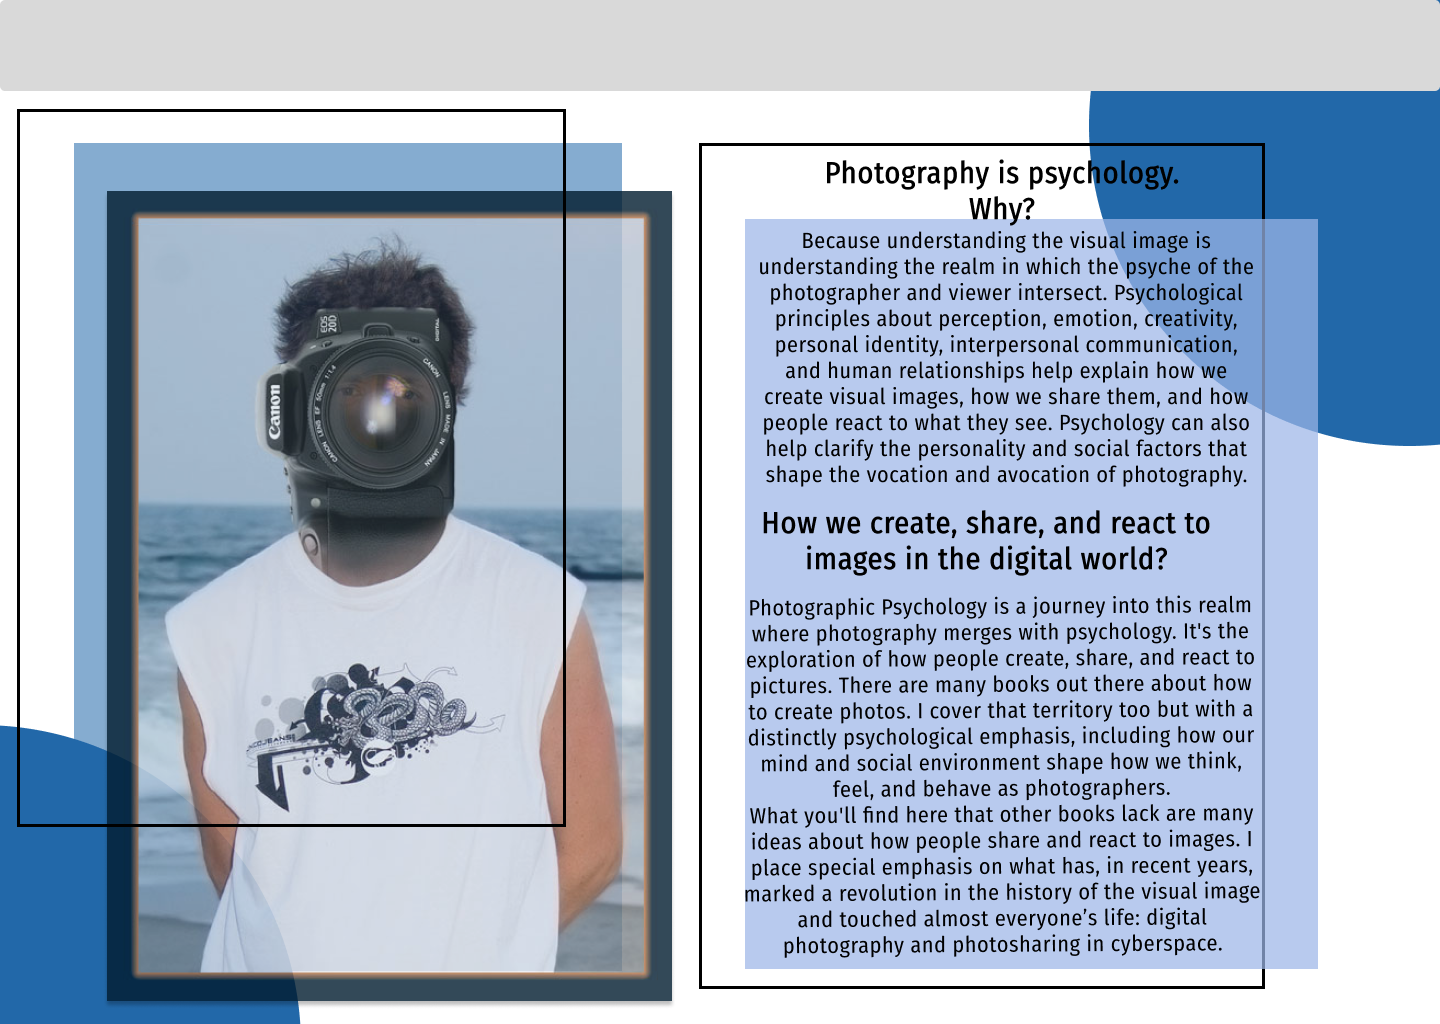 Photography is psychology.
Why?
Because understanding the visual image is
understanding the realm in which the psyche of the
photographer and viewer intersect. Psychological
principles about perception, emotion, creativity,
personal identity, interpersonal communication,
and human relationships help explain how we
create visual images, how we share them, and how
people react to what they see. Psychology can also
help clarify the personality and social factors that
shape the vocation and avocation of photography.
How we create, share, and react to
images in the digital world?
Photographic Psychology is a journey into this realm
where photography merges with psychology. It's the
exploration of how people create, share, and react to
pictures. There are many books out there about how
to create photos. I cover that territory too but with a
distinctly psychological emphasis, including how our
mind and social environment shape how we think,
feel, and behave as photographers.
What you'll find here that other books lack are many
ideas about how people share and react to images. I
place special emphasis on what has, in recent years,
marked a revolution in the history of the visual image
and touched almost everyone’s life: digital
photography and photosharing in cyberspace.
EOS
20D
DIGITAL
Canon
CANON LENS EF 50mm 1:1.4
CANON LENS MADE IN JAPAN